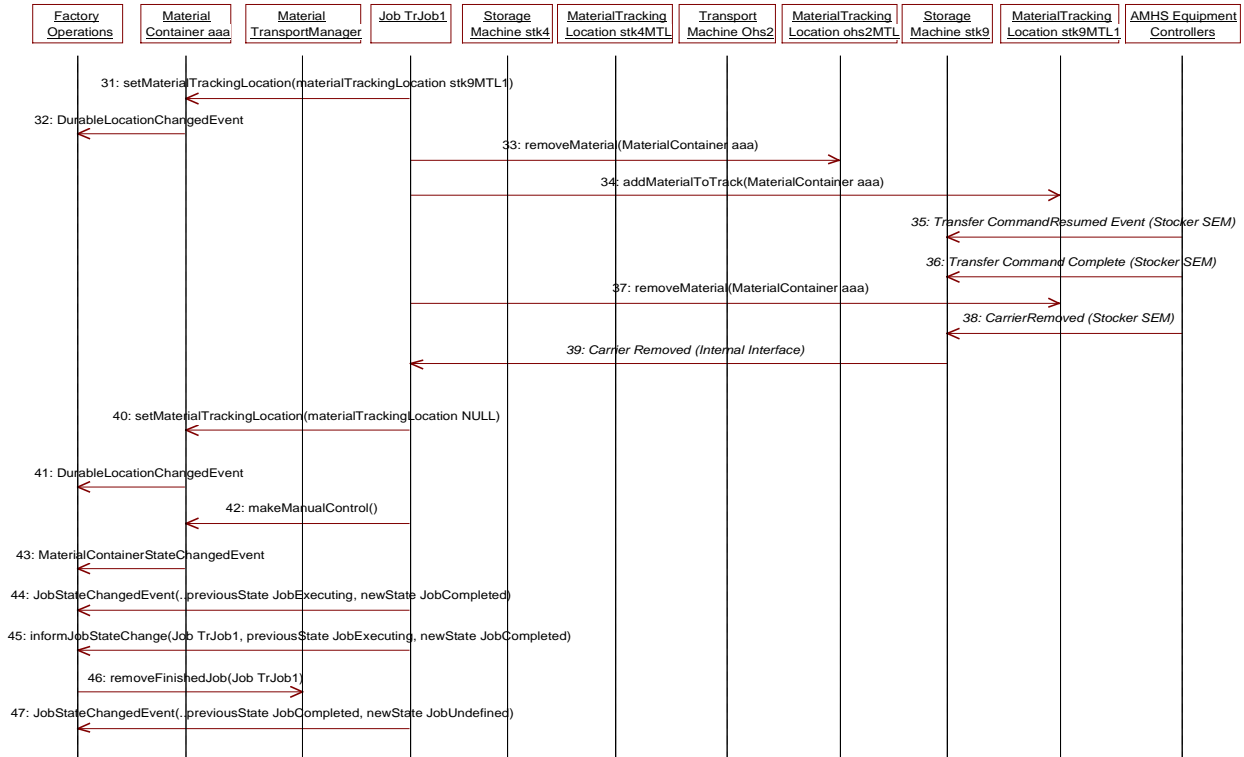 Factory
Operations
Material
Container aaa
Material
TransportManager
Job TrJob1
Storage
Machine stk4
MaterialTracking
Location stk4MTL
Transport
Machine Ohs2
MaterialTracking
Location ohs2MTL
Storage
Machine stk9
MaterialTracking
Location stk9MTL1
AMHS Equipment
Controllers
31: setMaterialTrackingLocation(materialTrackingLocation stk9MTL1)
32: DurableLocationChangedEvent
33: removeMaterial(MaterialContainer aaa)
34: addMaterialToTrack(MaterialContainer aaa)
35: Transfer CommandResumed Event (Stocker SEM)
36: Transfer Command Complete (Stocker SEM)
37: removeMaterial(MaterialContainer aaa)
38: CarrierRemoved (Stocker SEM)
39: Carrier Removed (Internal Interface)
40: setMaterialTrackingLocation(materialTrackingLocation NULL)
41: DurableLocationChangedEvent
42: makeManualControl()
43: MaterialContainerStateChangedEvent
44: JobStateChangedEvent(..previousState JobExecuting, newState JobCompleted)
45: informJobStateChange(Job TrJob1, previousState JobExecuting, newState JobCompleted)
46: removeFinishedJob(Job TrJob1)
47: JobStateChangedEvent(..previousState JobCompleted, newState JobUndefined)